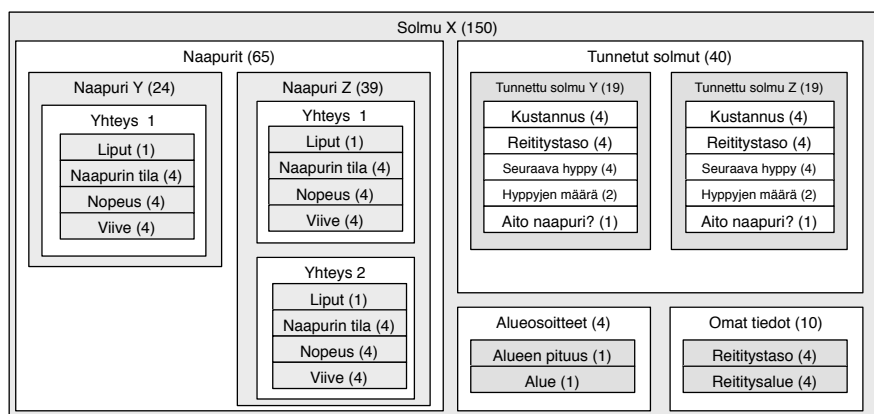 Solmu X (150)
Naapurit (65)
Naapuri Y (24)
Yhteys 1
Liput (1)
Naapurin tila (4)
Nopeus (4)
Viive (4)
Naapuri Z (39)
Yhteys 1
Liput (1)
Naapurin tila (4)
Nopeus (4)
Viive (4)
Yhteys 2
Liput (1)
Naapurin tila (4)
Nopeus (4)
Viive (4)
Tunnetut solmut (40)
Tunnettu solmu Y (19)
Kustannus (4)
Reititystaso (4)
Seuraava hyppy (4)
Hyppyjen määrä (2)
Aito naapuri? (1)
Tunnettu solmu Z (19)
Kustannus (4)
Reititystaso (4)
Seuraava hyppy (4)
Hyppyjen määrä (2)
Aito naapuri? (1)
Alueosoitteet (4)
Alueen pituus (1)
Alue (1)
Omat tiedot (10)
Reititystaso (4)
Reititysalue (4)